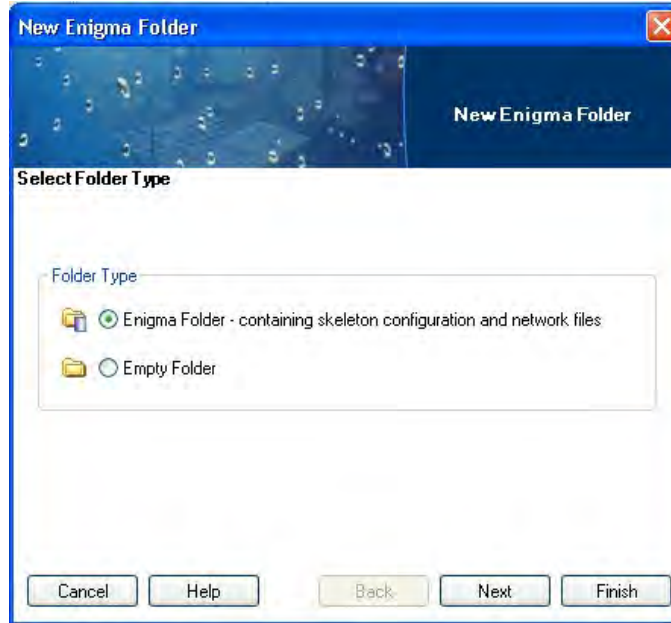 New Enigma Folder
New Enigma Folder
Select Folder Type
Folder Type
Enigma Folder - containing skeleton configuration and network files
Empty Folder
Cancel
Help
Back
Next
Finish